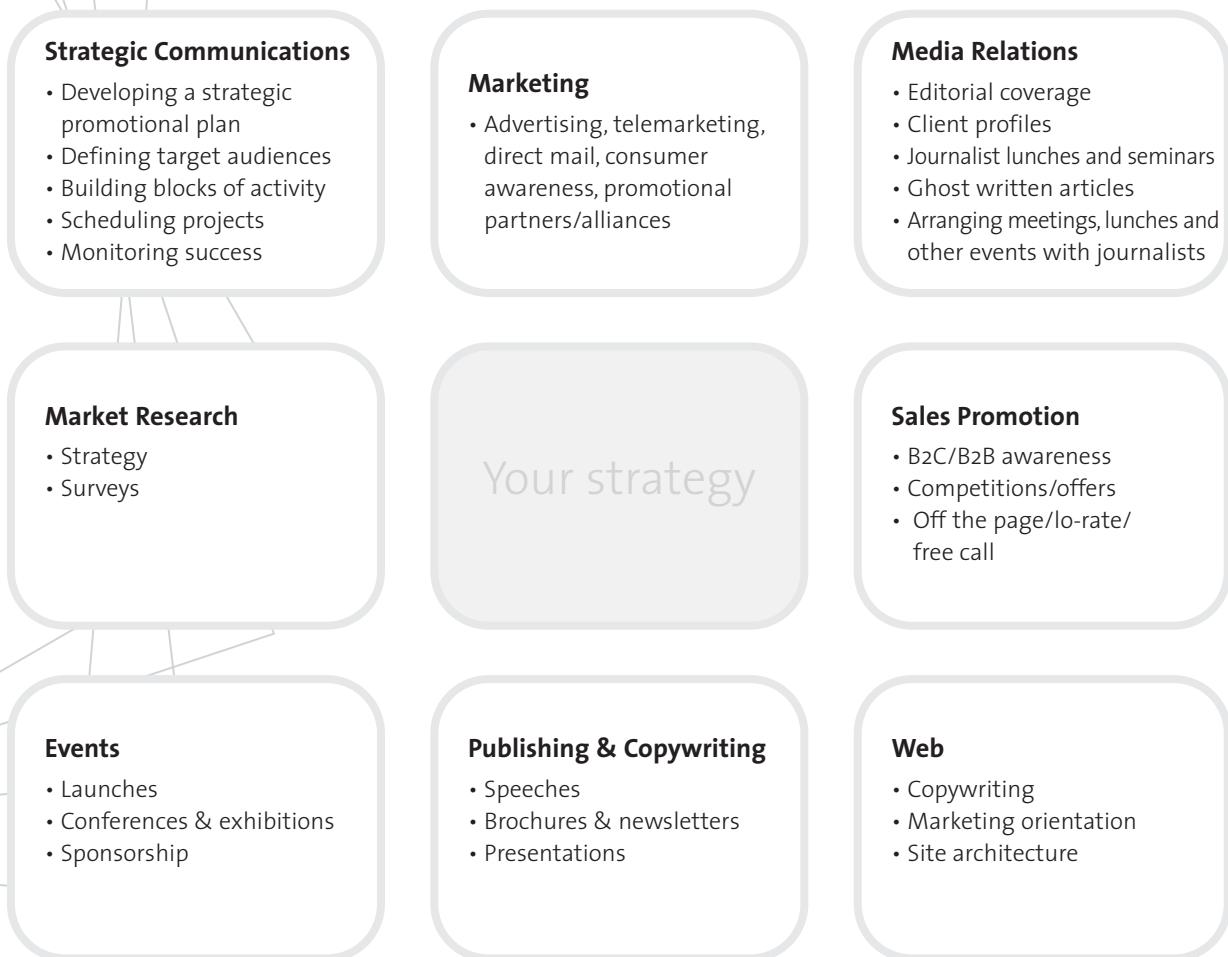 Strategic Communications
• Developing a strategic
promotional plan
• Defining target audiences
• Building blocks of activity
• Scheduling projects
• Monitoring success
Marketing
• Advertising, telemarketing,
direct mail, consumer
awareness, promotional
partners/alliances
Media Relations
• Editorial coverage
• Client profiles
• Journalist lunches and seminars
• Ghost written articles
• Arranging meetings, lunches and
other events with journalists
Market Research
• Strategy
• Surveys
Your strategy
Sales Promotion
• B2C/B2B awareness
• Competitions/offers
• Off the page/lo-rate/
free call
Events
• Launches
• Conferences & exhibitions
• Sponsorship
Publishing & Copywriting
• Speeches
• Brochures & newsletters
• Presentations
Web
• Copywriting
• Marketing orientation
• Site architecture